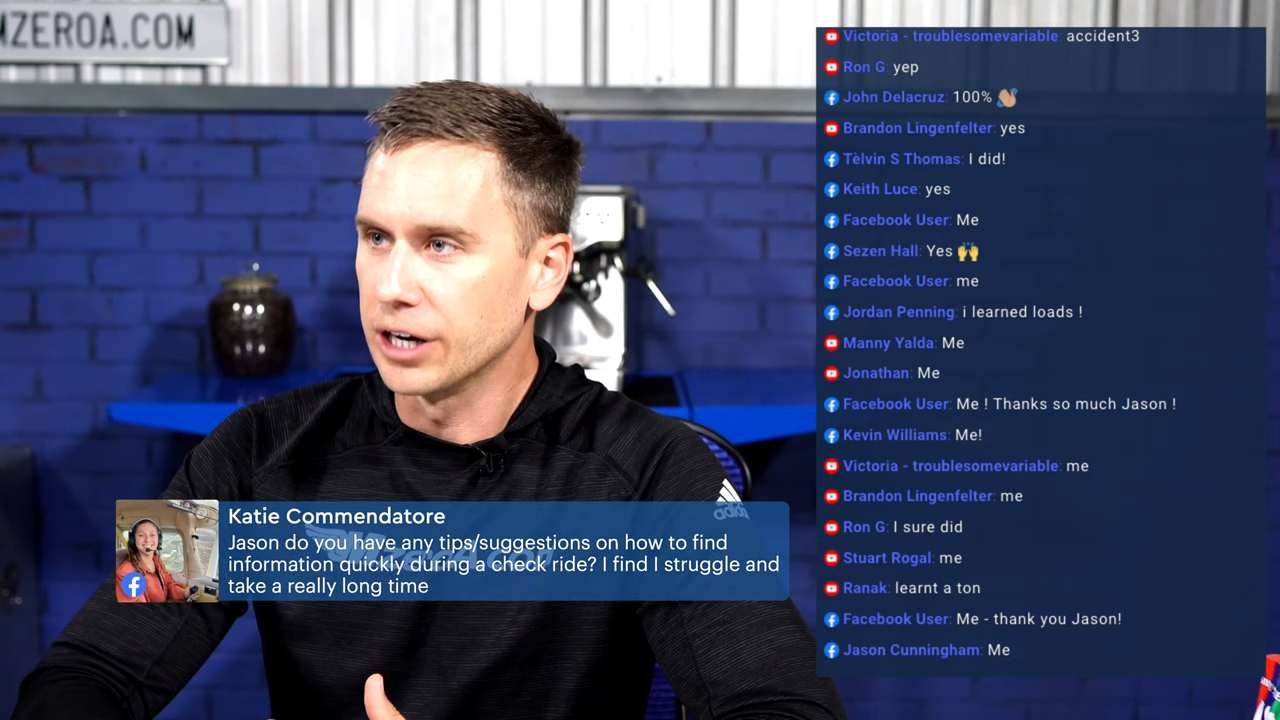 MZEROA.COM
Victoria - troublesomevariable: accident3
Ron G: yep
John Delacruz: 100% 👋🏼
Brandon Lingenfelter: yes
Tèlvin S Thomas: I did!
Keith Luce: yes
Facebook User: Me
Sezen Hall: Yes 🙌
Facebook User: me
Jordan Penning: i learned loads !
Manny Yalda: Me
Jonathan: Me
Facebook User: Me ! Thanks so much Jason !
Kevin Williams: Me!
Victoria - troublesomevariable: me
Brandon Lingenfelter: me
Ron G: I sure did
Stuart Rogal: me
Ranak: learnt a ton
Facebook User: Me - thank you Jason!
Jason Cunningham: Me
adidas
Katie Commendatore
Jason do you have any tips/suggestions on how to find
information quickly during a check ride? I find I struggle and
take a really long time